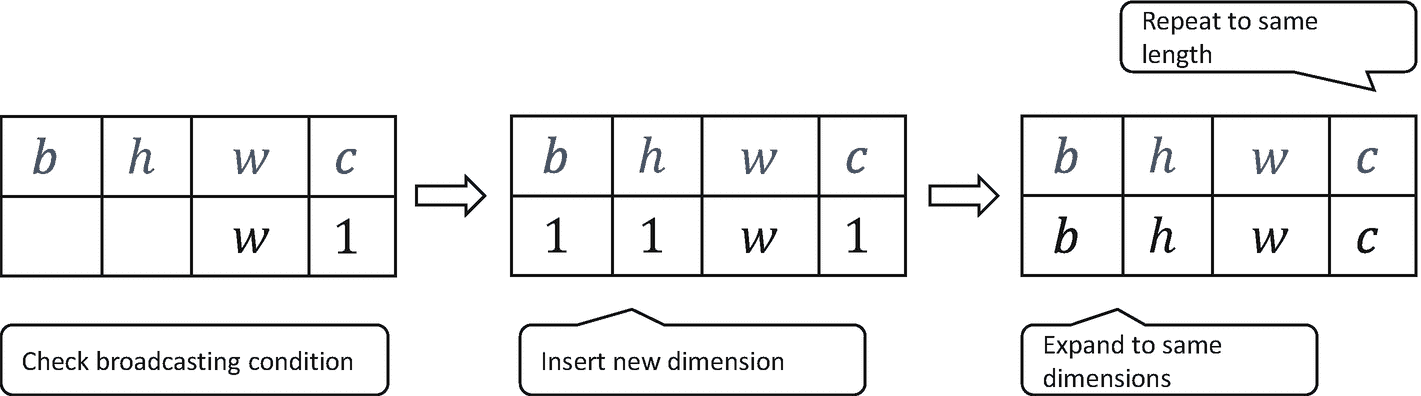 Repeat to same
length
b h w c
w 1
b h w c
1 1 w 1
b h w c
b h w c
Check broadcasting condition
Insert new dimension
Expand to same
dimensions